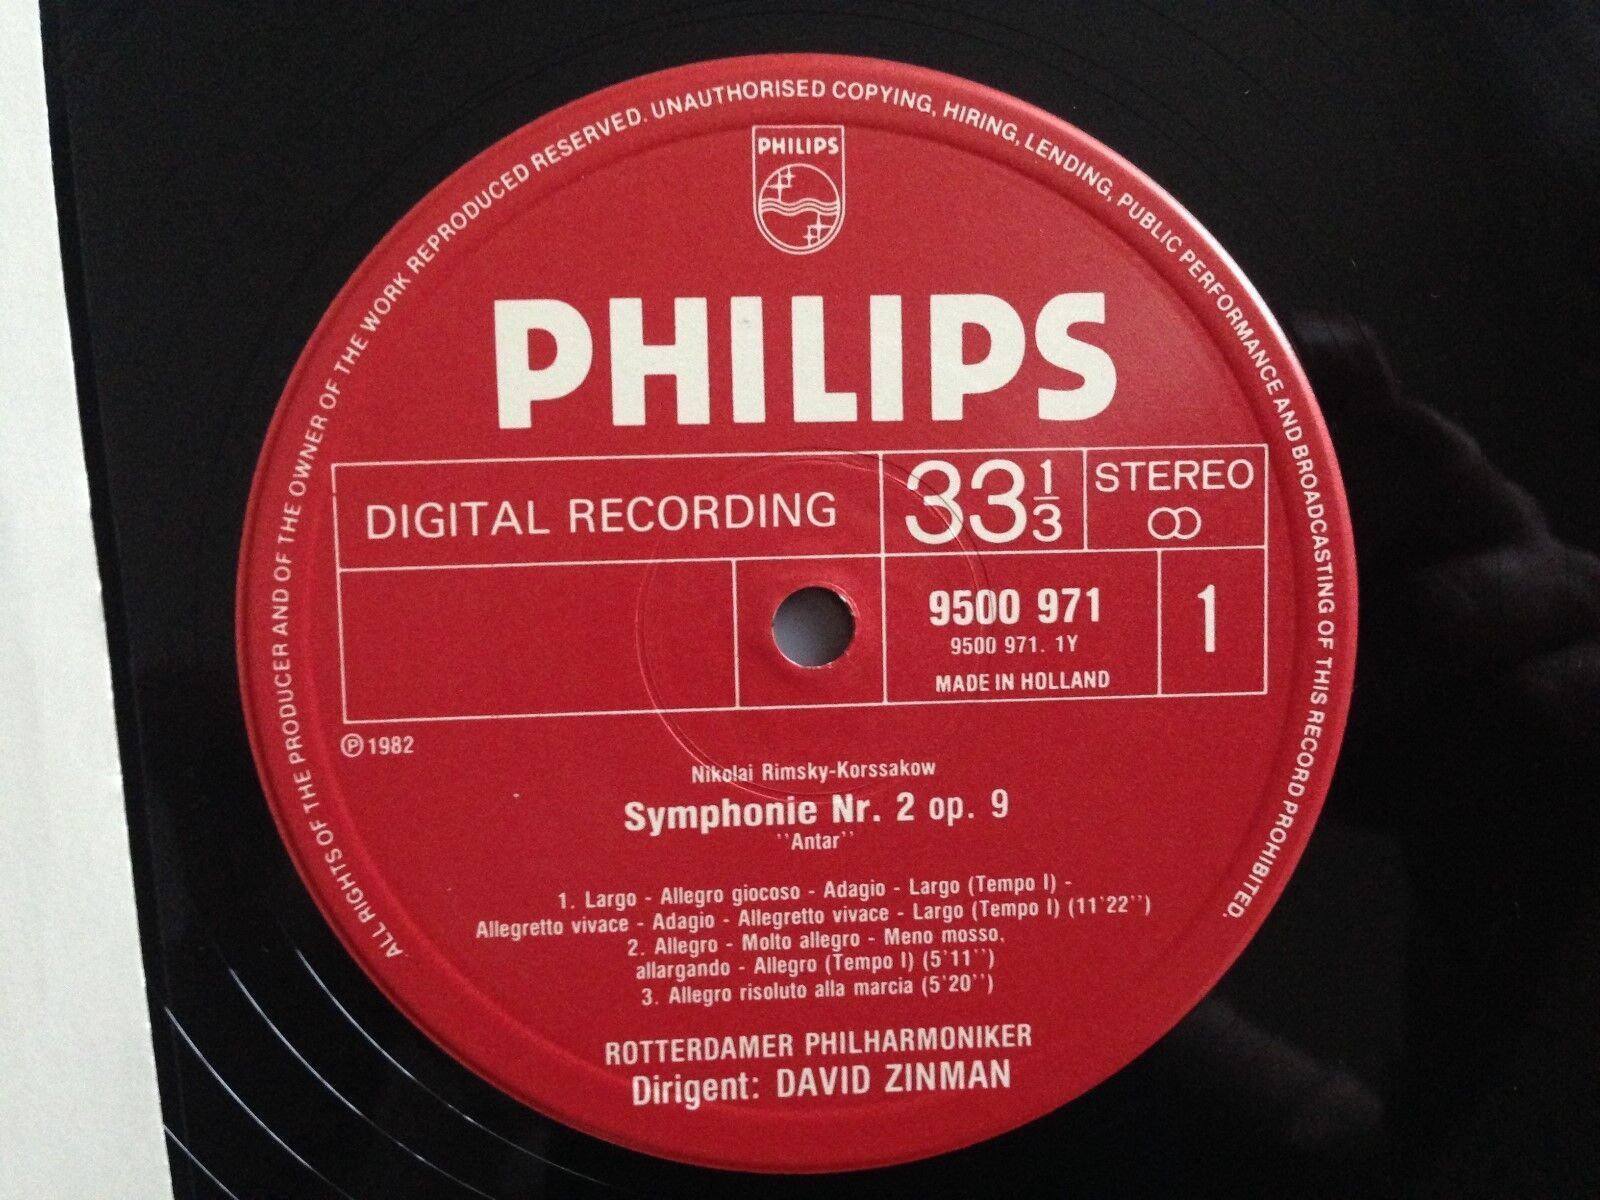 ALL RIGHTS OF THE PRODUCER AND OF THE OWNER OF THE WORK REPRODUCED RESERVED. UNAUTHORISED COPYING, HIRING, LENDING, PUBLIC PERFORMANCE AND BROADCASTING OF THIS RECORD PROHIBITED.
PHILIPS
PHILIPS
DIGITAL RECORDING
33 1/3
STEREO
9500 971
9500 971. 1Y
MADE IN HOLLAND
1
Ⓟ 1982
Nikolai Rimsky-Korssakow
Symphonie Nr. 2 op. 9
''Antar''
1. Largo - Allegro giocoso - Adagio - Largo (Tempo I) -
Allegretto vivace - Adagio - Allegretto vivace - Largo (Tempo I) (11'22'')
2. Allegro - Molto allegro - Meno mosso,
allargando - Allegro (Tempo I) (5'11'')
3. Allegro risoluto alla marcia (5'20'')
ROTTERDAMER PHILHARMONIKER
Dirigent: DAVID ZINMAN